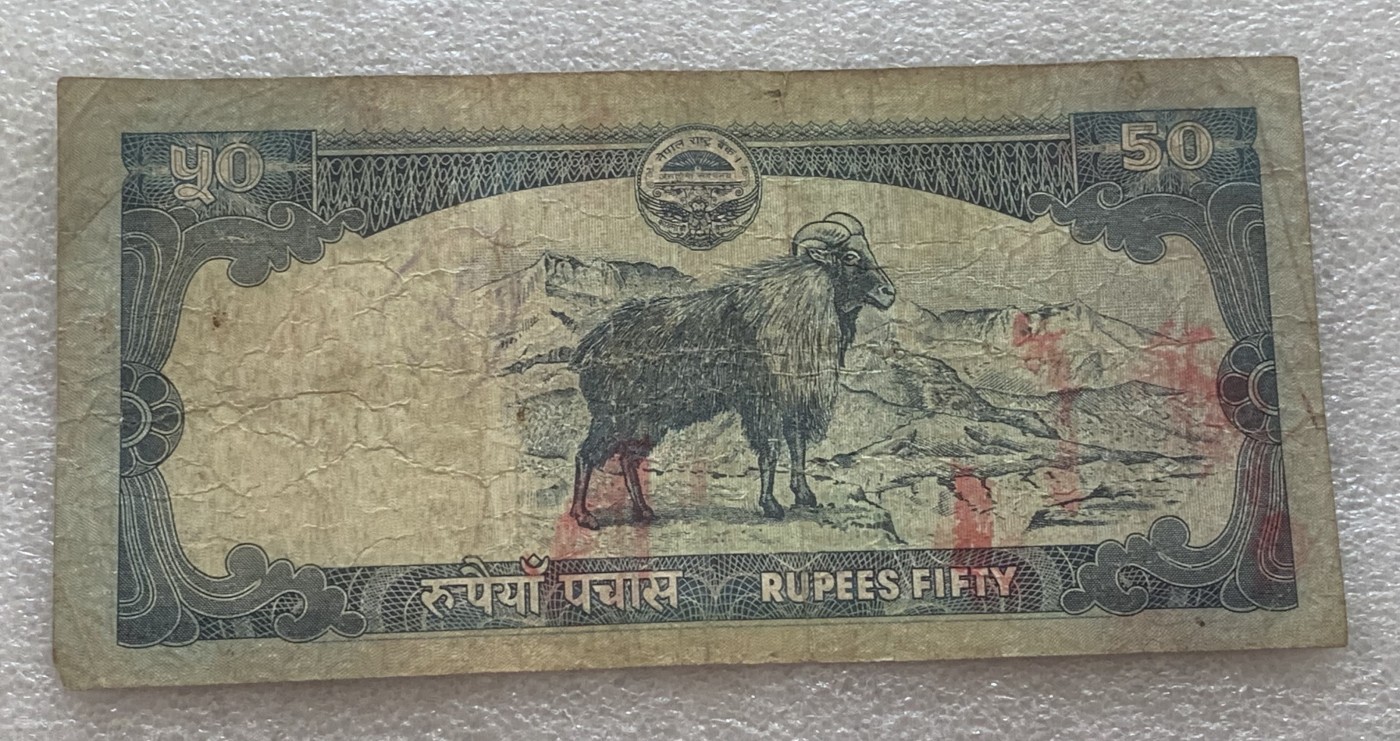 ५०
नेपाल राष्ट्र बैंक
50
रुपैयाँ पचास
RUPEES FIFTY